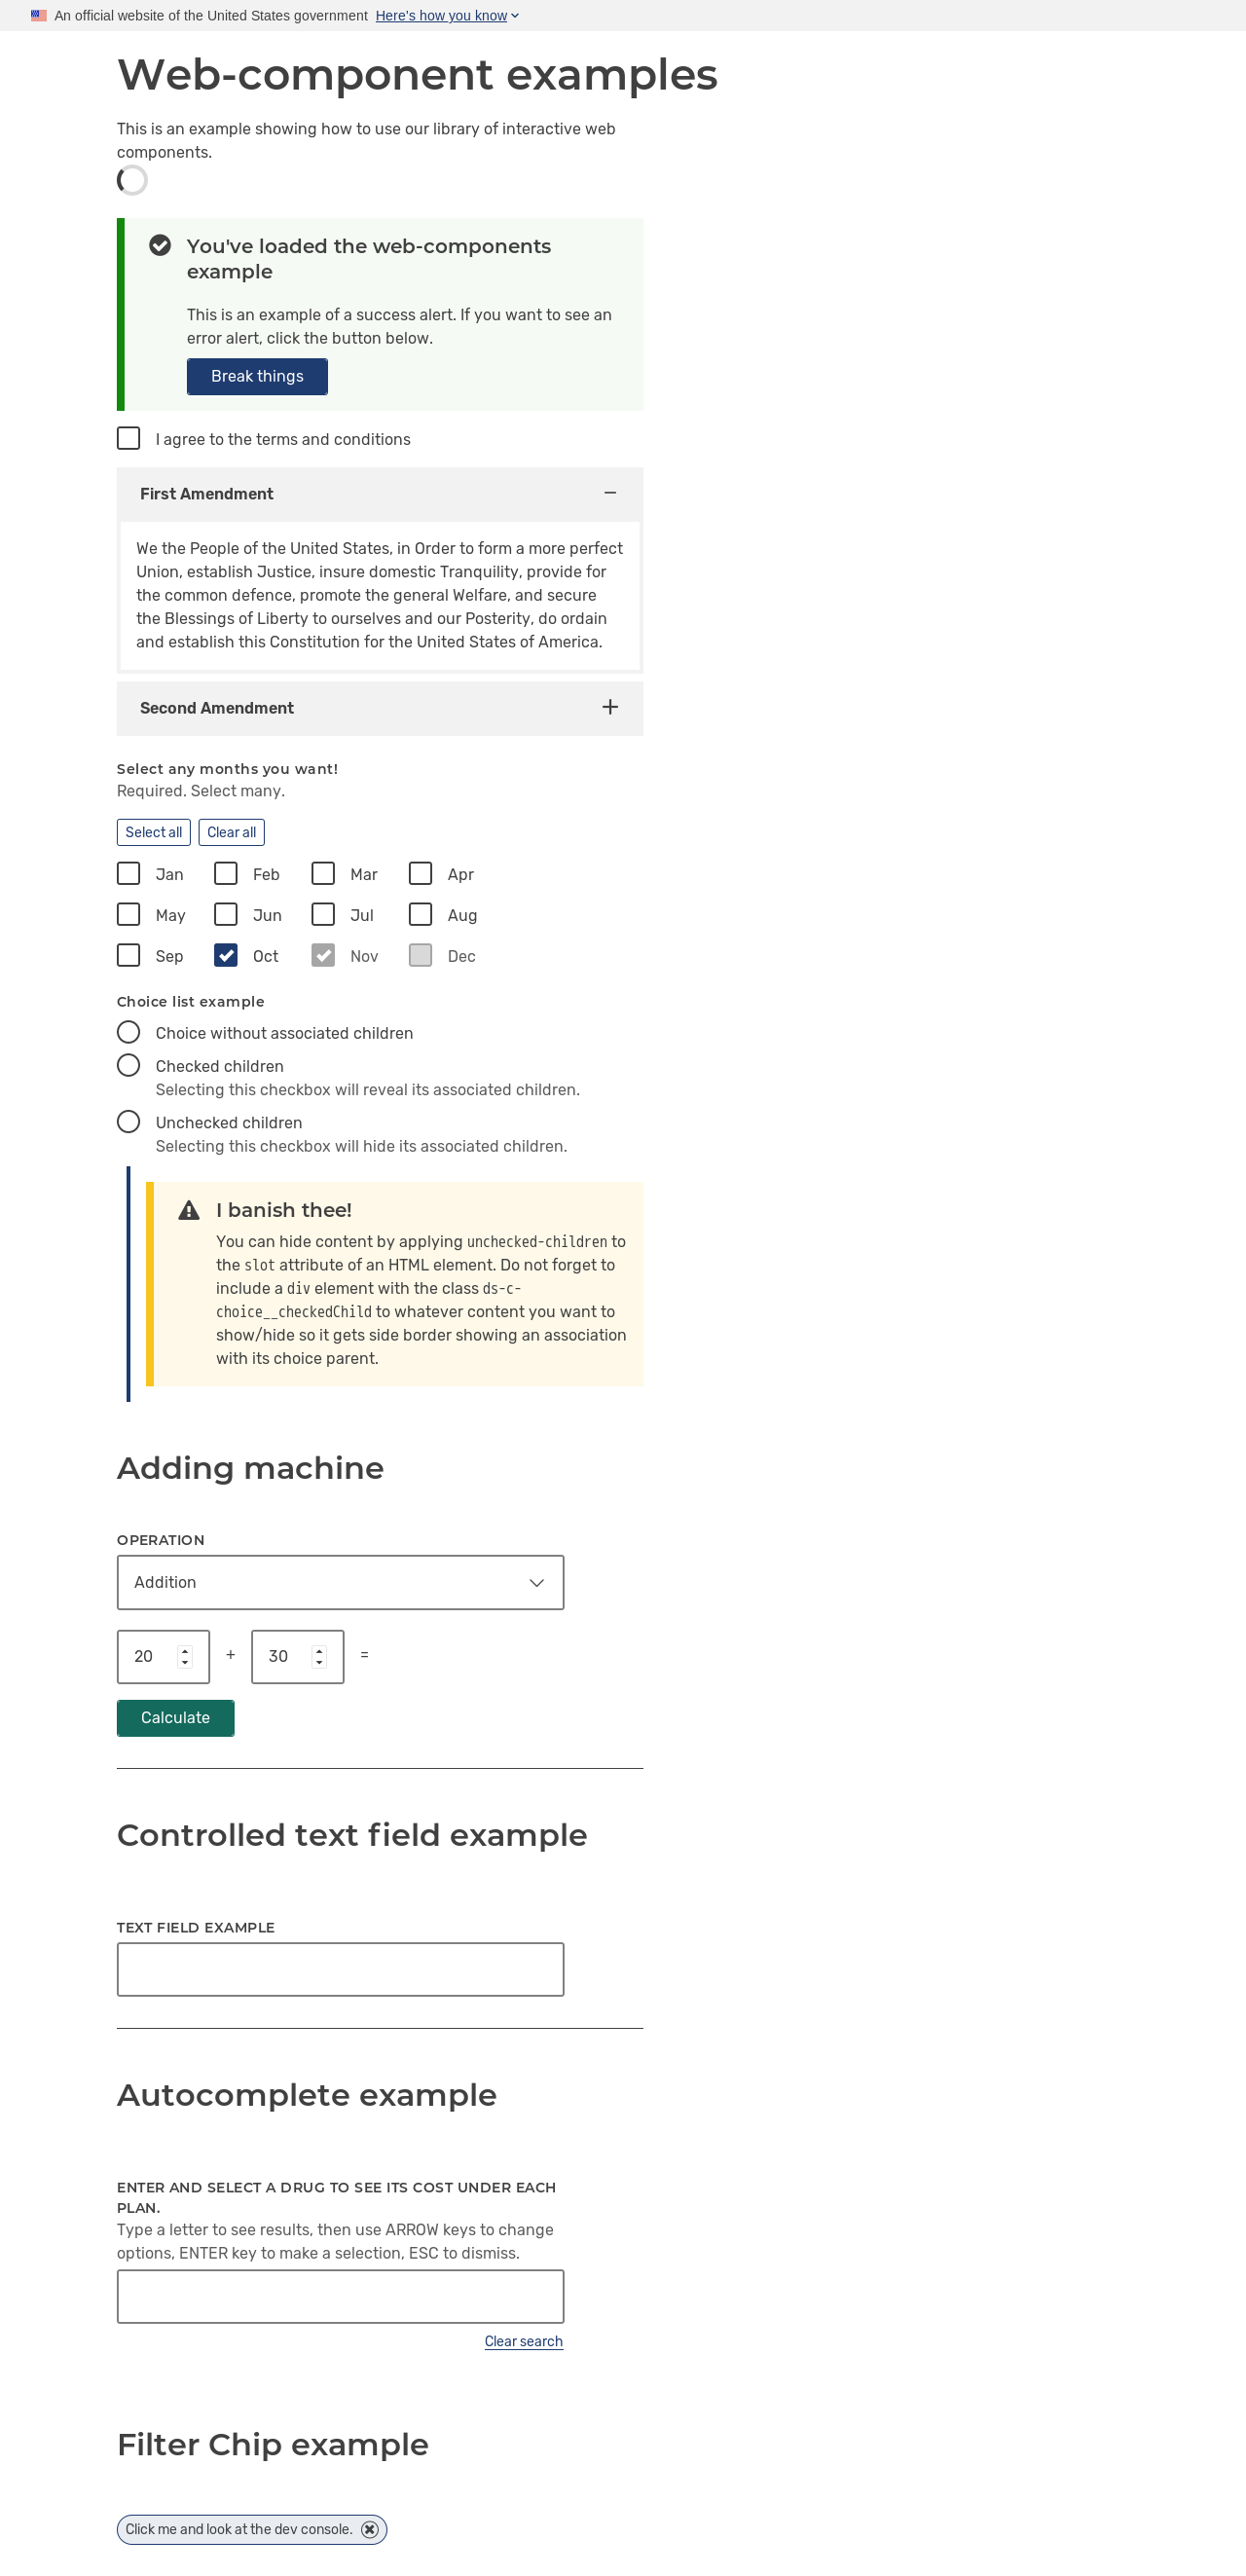 An official website of the United States government Here's how you know
Web-component examples
This is an example showing how to use our library of interactive web
components.
You've loaded the web-components
example
This is an example of a success alert. If you want to see an
error alert, click the button below.
Break things
I agree to the terms and conditions
First Amendment
We the People of the United States, in Order to form a more perfect
Union, establish Justice, insure domestic Tranquility, provide for
the common defence, promote the general Welfare, and secure
the Blessings of Liberty to ourselves and our Posterity, do ordain
and establish this Constitution for the United States of America.
Second Amendment
Select any months you want!
Required. Select many.
Select all Clear all
Jan Feb Mar Apr
May Jun Jul Aug
Sep Oct Nov Dec
Choice list example
Choice without associated children
Checked children
Selecting this checkbox will reveal its associated children.
Unchecked children
Selecting this checkbox will hide its associated children.
I banish thee!
You can hide content by applying unchecked-children to
the slot attribute of an HTML element. Do not forget to
include a div element with the class ds-c-
choice__checkedChild to whatever content you want to
show/hide so it gets side border showing an association
with its choice parent.
Adding machine
OPERATION
Addition
20 + 30 =
Calculate
Controlled text field example
TEXT FIELD EXAMPLE
Autocomplete example
ENTER AND SELECT A DRUG TO SEE ITS COST UNDER EACH
PLAN.
Type a letter to see results, then use ARROW keys to change
options, ENTER key to make a selection, ESC to dismiss.
Clear search
Filter Chip example
Click me and look at the dev console.